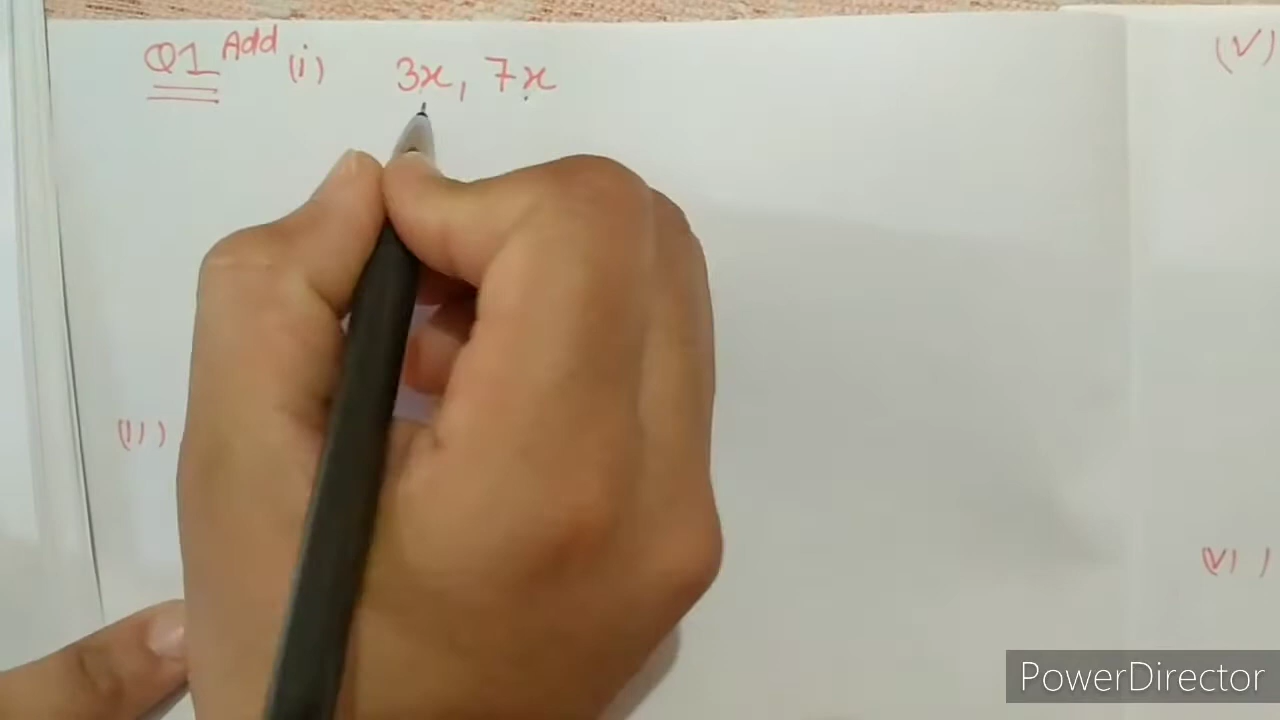 Q1 Add (i) 3x, 7x
(V)
(II)
(VI)
PowerDirector